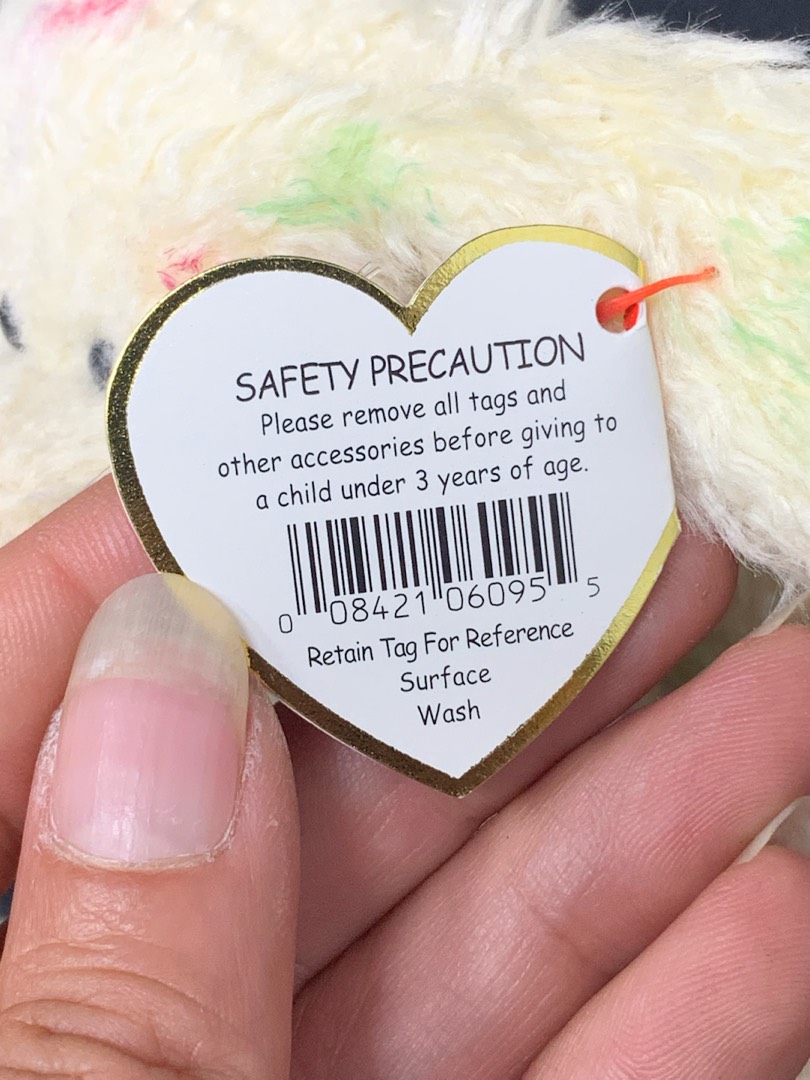 SAFETY PRECAUTION
Please remove all tags and
other accessories before giving to
a child under 3 years of age.
0 08421 06095 5
Retain Tag For Reference
Surface
Wash